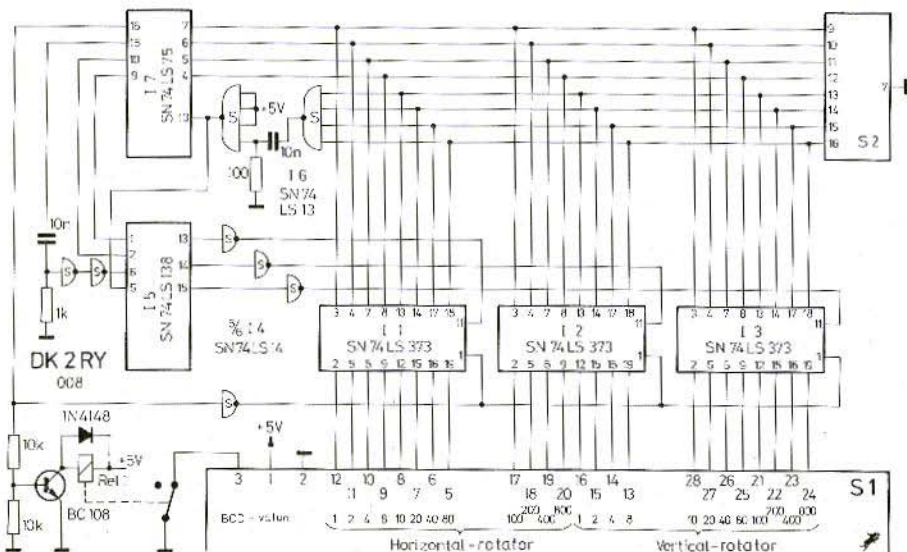 16 7
15 6
10 5
9 4
13
I 7
SN 74 LS 75
+5V
10n
100
I 6
SN 74
LS 13
9
10
11
12
13
14
15
16
7
S 2
S
S
10n
1k
S
S
1 13
2 14
6 15
5
I 5
SN 74 LS 138
S
S
S
5/6 I 4
SN 74 LS 14
3 4 7 8 13 14 17 18
11
I 1
SN 74 LS 373
1
2 5 6 9 12 15 16 19
3 4 7 8 13 14 17 18
11
I 2
SN 74 LS 373
1
2 5 6 9 12 15 16 19
3 4 7 8 13 14 17 18
11
I 3
SN 74 LS 373
1
2 5 6 9 12 15 16 19
DK 2 RY
008
S
1N4148
10k
+5V
Rel 1
BC 108
10k
+5V
3 1 2 12 10 8 6 17 19 16 14 28 26 21 23
11 9 7 5 18 20 15 13 27 25 22 24
S 1
BCD - value
1 2 4 8 10 20 40 80 100 200 400 800 1 2 4 8 10 20 40 80 100 200 400 800
Horizontal-rotator
Vertical-rotator